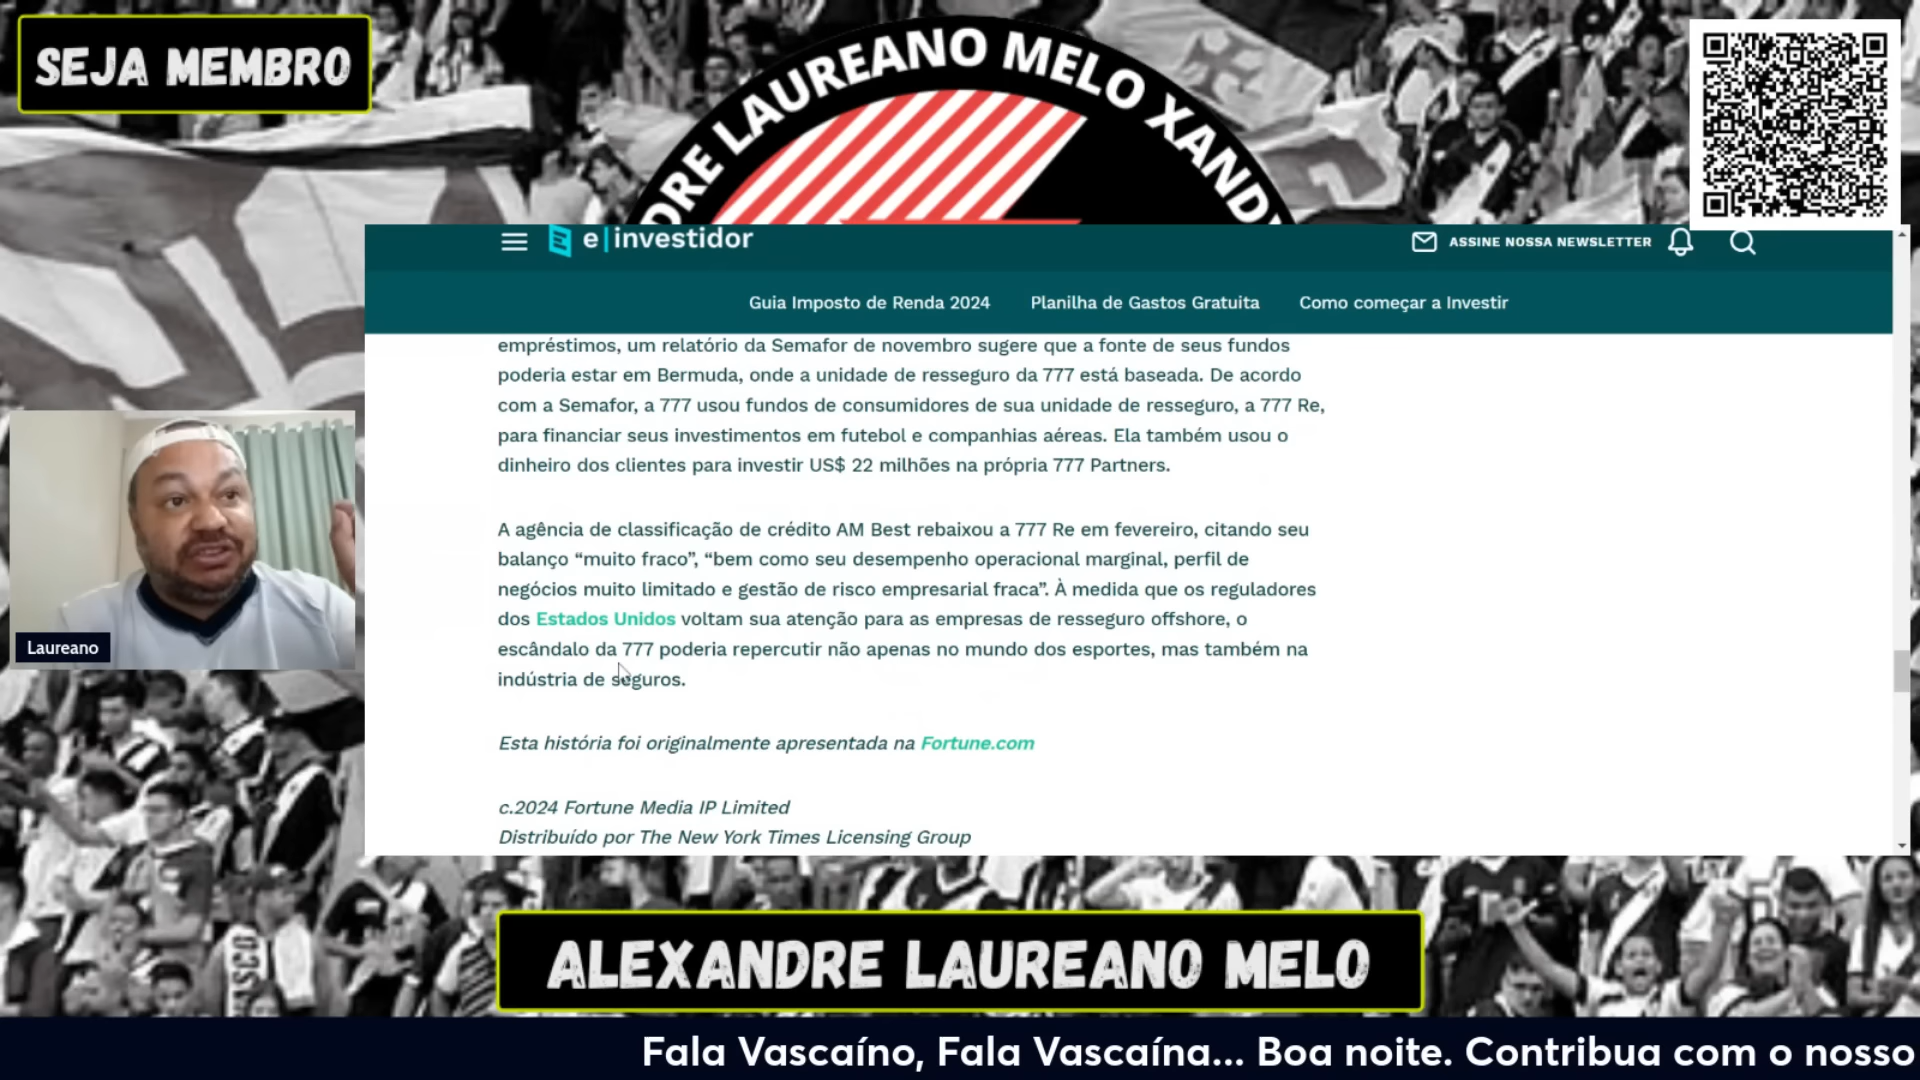 SEJA MEMBRO
DRE LAUREANO MELO XAND
e|investidor
ASSINE NOSSA NEWSLETTER
Guia Imposto de Renda 2024
Planilha de Gastos Gratuita
Como começar a Investir
empréstimos, um relatório da Semafor de novembro sugere que a fonte de seus fundos
poderia estar em Bermuda, onde a unidade de resseguro da 777 está baseada. De acordo
com a Semafor, a 777 usou fundos de consumidores de sua unidade de resseguro, a 777 Re,
para financiar seus investimentos em futebol e companhias aéreas. Ela também usou o
dinheiro dos clientes para investir US$ 22 milhões na própria 777 Partners.
A agência de classificação de crédito AM Best rebaixou a 777 Re em fevereiro, citando seu
balanço “muito fraco”, “bem como seu desempenho operacional marginal, perfil de
negócios muito limitado e gestão de risco empresarial fraca”. À medida que os reguladores
dos Estados Unidos voltam sua atenção para as empresas de resseguro offshore, o
escândalo da 777 poderia repercutir não apenas no mundo dos esportes, mas também na
indústria de seguros.
Esta história foi originalmente apresentada na Fortune.com
c.2024 Fortune Media IP Limited
Distribuído por The New York Times Licensing Group
Laureano
VASCO
ALEXANDRE LAUREANO MELO
Fala Vascaíno, Fala Vascaína... Boa noite. Contribua com o nosso